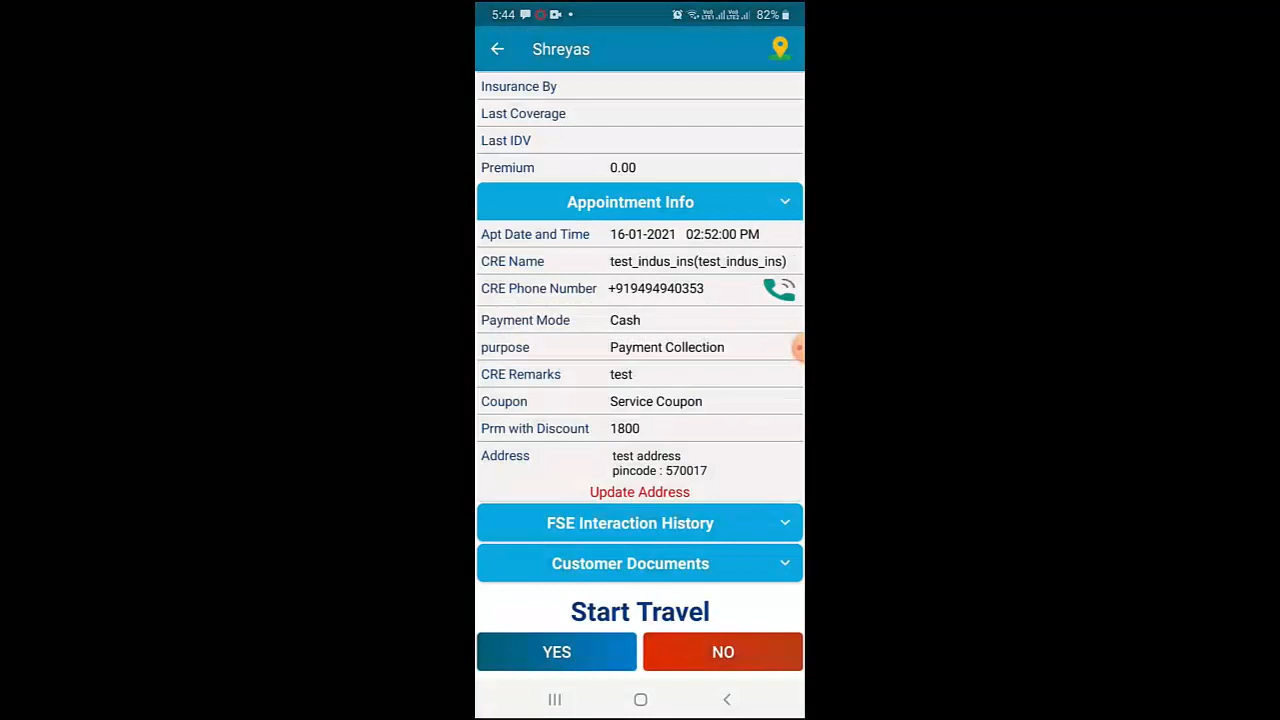 5:44 82%
Shreyas
Insurance By
Last Coverage
Last IDV
Premium 0.00
Appointment Info
Apt Date and Time 16-01-2021 02:52:00 PM
CRE Name test_indus_ins(test_indus_ins)
CRE Phone Number +919494940353
Payment Mode Cash
purpose Payment Collection
CRE Remarks test
Coupon Service Coupon
Prm with Discount 1800
Address test address
pincode : 570017
Update Address
FSE Interaction History
Customer Documents
Start Travel
YES NO